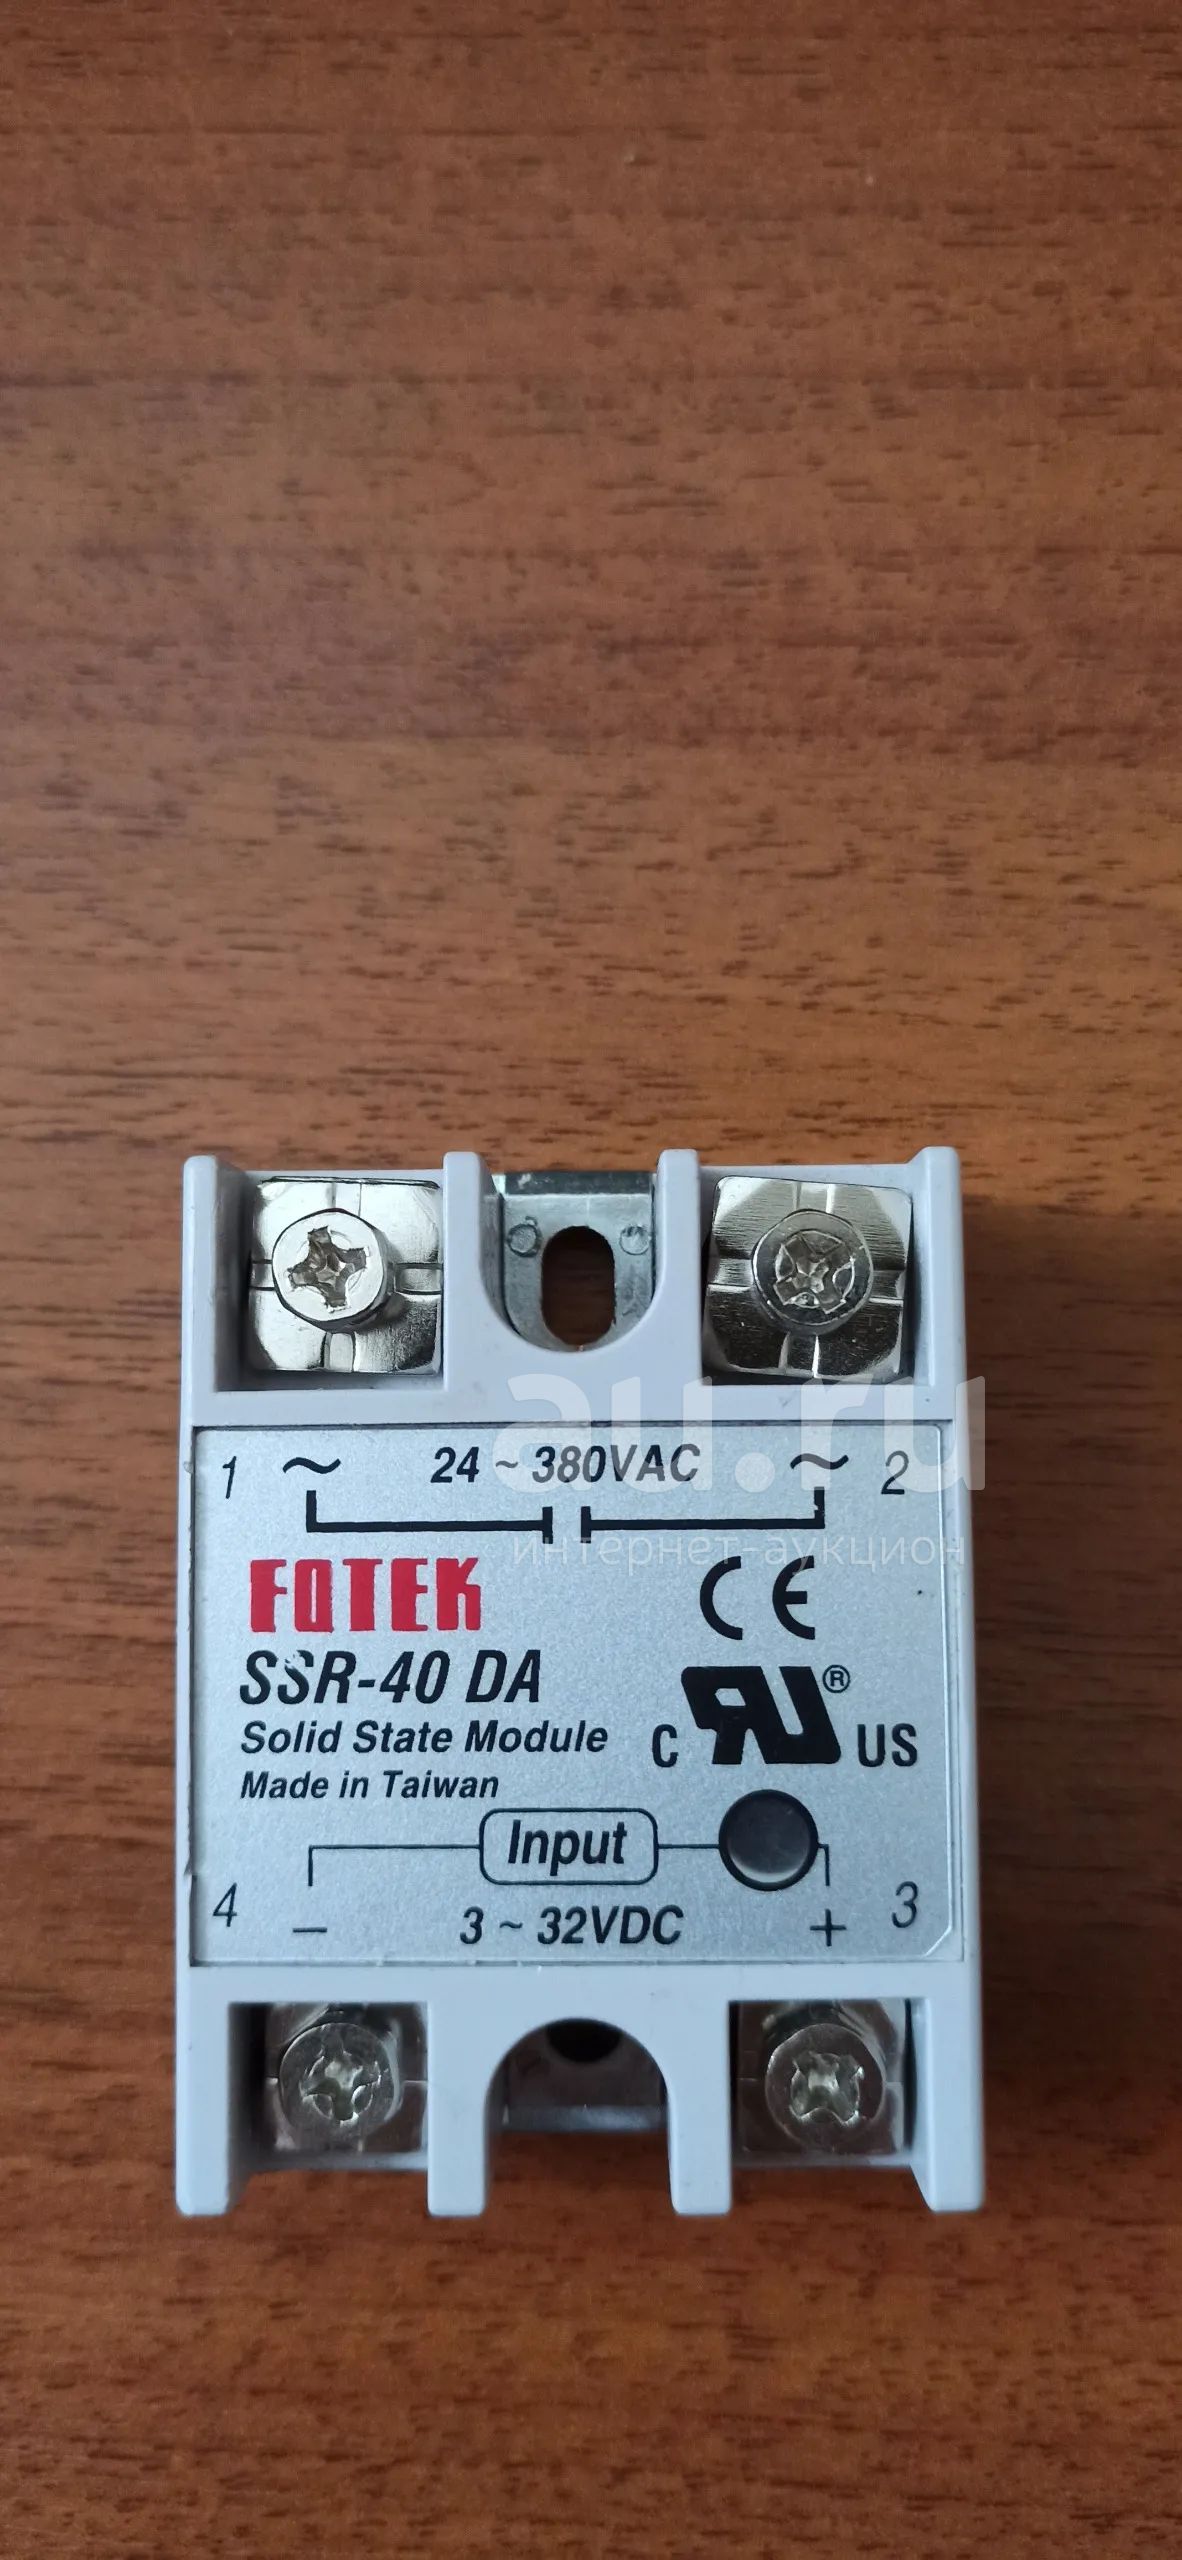 1 ~ 24 ~ 380VAC ~ 2
au.ru
интернет-аукцион
FOTEK
CE
SSR-40 DA
Solid State Module
Made in Taiwan
C RU® US
Input
4 − 3 ~ 32VDC + 3